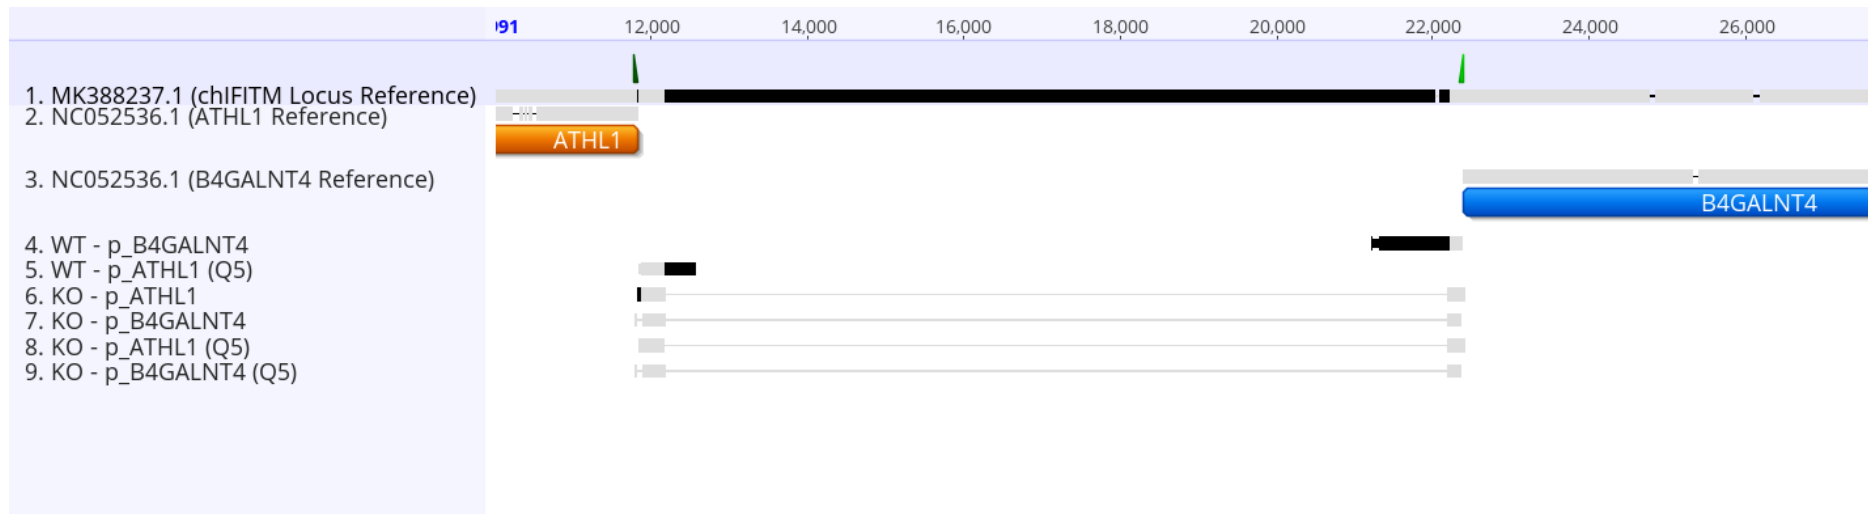 991 12,000 14,000 16,000 18,000 20,000 22,000 24,000 26,000
1. MK388237.1 (chIFITM Locus Reference)
2. NC052536.1 (ATHL1 Reference)
ATHL1
3. NC052536.1 (B4GALNT4 Reference)
B4GALNT4
4. WT - p_B4GALNT4
5. WT - p_ATHL1 (Q5)
6. KO - p_ATHL1
7. KO - p_B4GALNT4
8. KO - p_ATHL1 (Q5)
9. KO - p_B4GALNT4 (Q5)